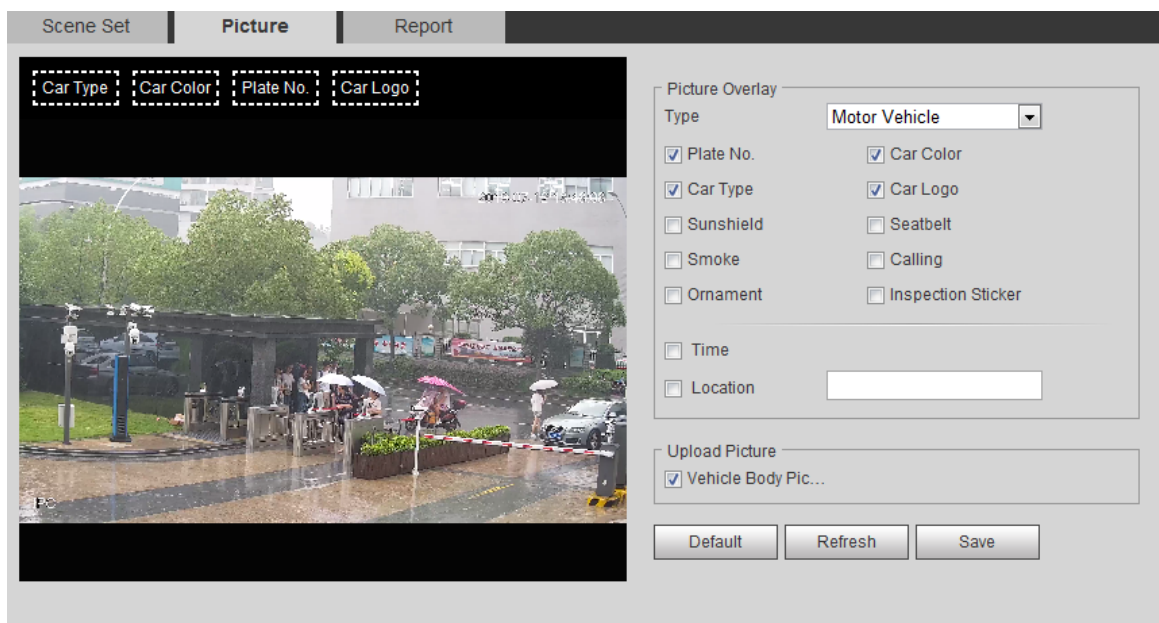 Scene Set Picture Report
Car Type Car Color Plate No. Car Logo
Picture Overlay
Type Motor Vehicle
Plate No. Car Color
Car Type Car Logo
Sunshield Seatbelt
Smoke Calling
Ornament Inspection Sticker
Time
Location
Upload Picture
Vehicle Body Pic...
Default Refresh Save
IPC